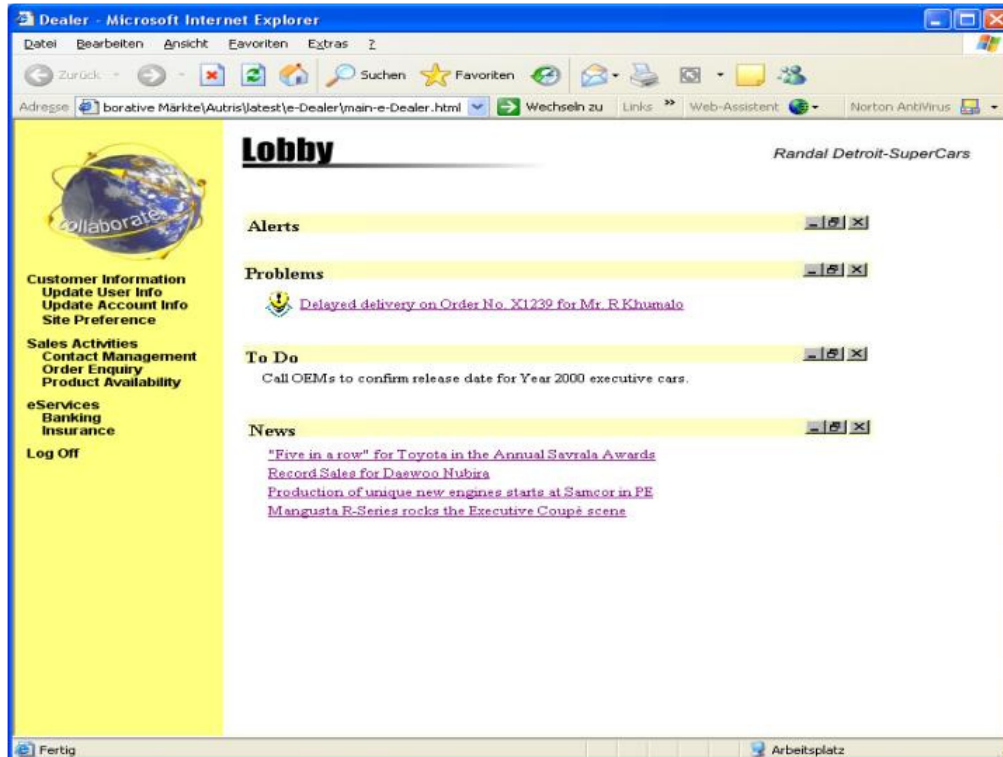 Dealer - Microsoft Internet Explorer
Datei Bearbeiten Ansicht Favoriten Extras ?
Zurück Suchen Favoriten
Adresse borative Märkte\Autris\latest\e-Dealer\main-e-Dealer.html Wechseln zu Links » Web-Assistent Norton AntiVirus
Lobby
Randal Detroit-SuperCars
collaborate
Customer Information
Update User Info
Update Account Info
Site Preference
Sales Activities
Contact Management
Order Enquiry
Product Availability
eServices
Banking
Insurance
Log Off
Alerts
Problems
Delayed delivery on Order No. X1239 for Mr. R Khumalo
To Do
Call OEMs to confirm release date for Year 2000 executive cars.
News
"Five in a row" for Toyota in the Annual Savrala Awards
Record Sales for Daewoo Nubira
Production of unique new engines starts at Samcor in PE
Mangusta R-Series rocks the Executive Coupè scene
Fertig Arbeitsplatz